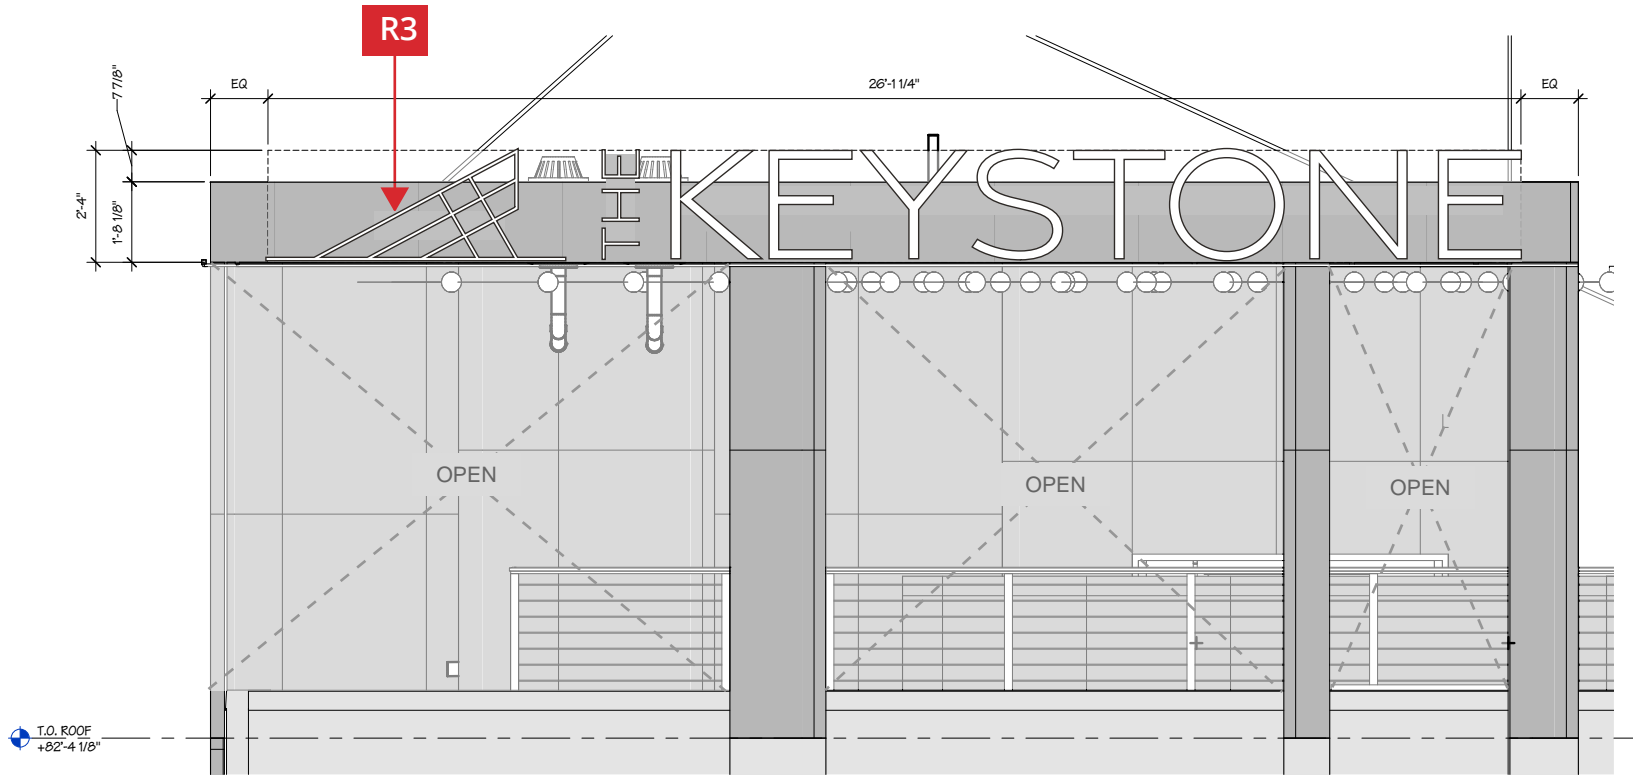 R3
EQ
26'-1 1/4"
EQ
7 7/8"
2'-4"
1'-8 1/8"
THE
KEYSTONE
OPEN
OPEN
OPEN
T.O. ROOF
+82'-4 1/8"